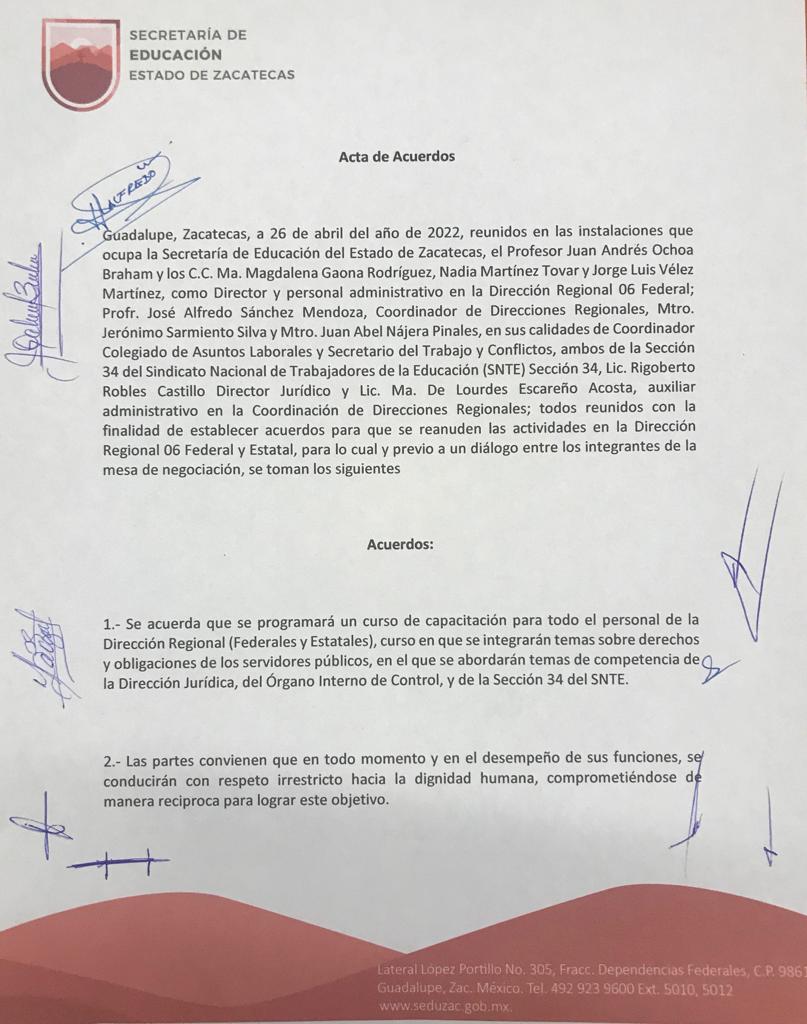 SECRETARÍA DE
EDUCACIÓN
ESTADO DE ZACATECAS
Acta de Acuerdos
ALFREDO
Guadalupe, Zacatecas, a 26 de abril del año de 2022, reunidos en las instalaciones que
ocupa la Secretaría de Educación del Estado de Zacatecas, el Profesor Juan Andrés Ochoa
Braham y los C.C. Ma. Magdalena Gaona Rodríguez, Nadia Martínez Tovar y Jorge Luis Vélez
Martínez, como Director y personal administrativo en la Dirección Regional 06 Federal;
Profr. José Alfredo Sánchez Mendoza, Coordinador de Direcciones Regionales, Mtro.
Jerónimo Sarmiento Silva y Mtro. Juan Abel Nájera Pinales, en sus calidades de Coordinador
Colegiado de Asuntos Laborales y Secretario del Trabajo y Conflictos, ambos de la Sección
34 del Sindicato Nacional de Trabajadores de la Educación (SNTE) Sección 34, Lic. Rigoberto
Robles Castillo Director Jurídico y Lic. Ma. De Lourdes Escareño Acosta, auxiliar
administrativo en la Coordinación de Direcciones Regionales; todos reunidos con la
finalidad de establecer acuerdos para que se reanuden las actividades en la Dirección
Regional 06 Federal y Estatal, para lo cual y previo a un diálogo entre los integrantes de la
mesa de negociación, se toman los siguientes
Acuerdos:
1.- Se acuerda que se programará un curso de capacitación para todo el personal de la
Dirección Regional (Federales y Estatales), curso en que se integrarán temas sobre derechos
y obligaciones de los servidores públicos, en el que se abordarán temas de competencia de
la Dirección Jurídica, del Órgano Interno de Control, y de la Sección 34 del SNTE.
2.- Las partes convienen que en todo momento y en el desempeño de sus funciones, se
conducirán con respeto irrestricto hacia la dignidad humana, comprometiéndose de
manera reciproca para lograr este objetivo.
Lateral López Portillo No. 305, Fracc. Dependencias Federales, C.P. 9861
Guadalupe, Zac. México. Tel. 492 923 9600 Ext. 5010, 5012
www.seduzac.gob.mx.